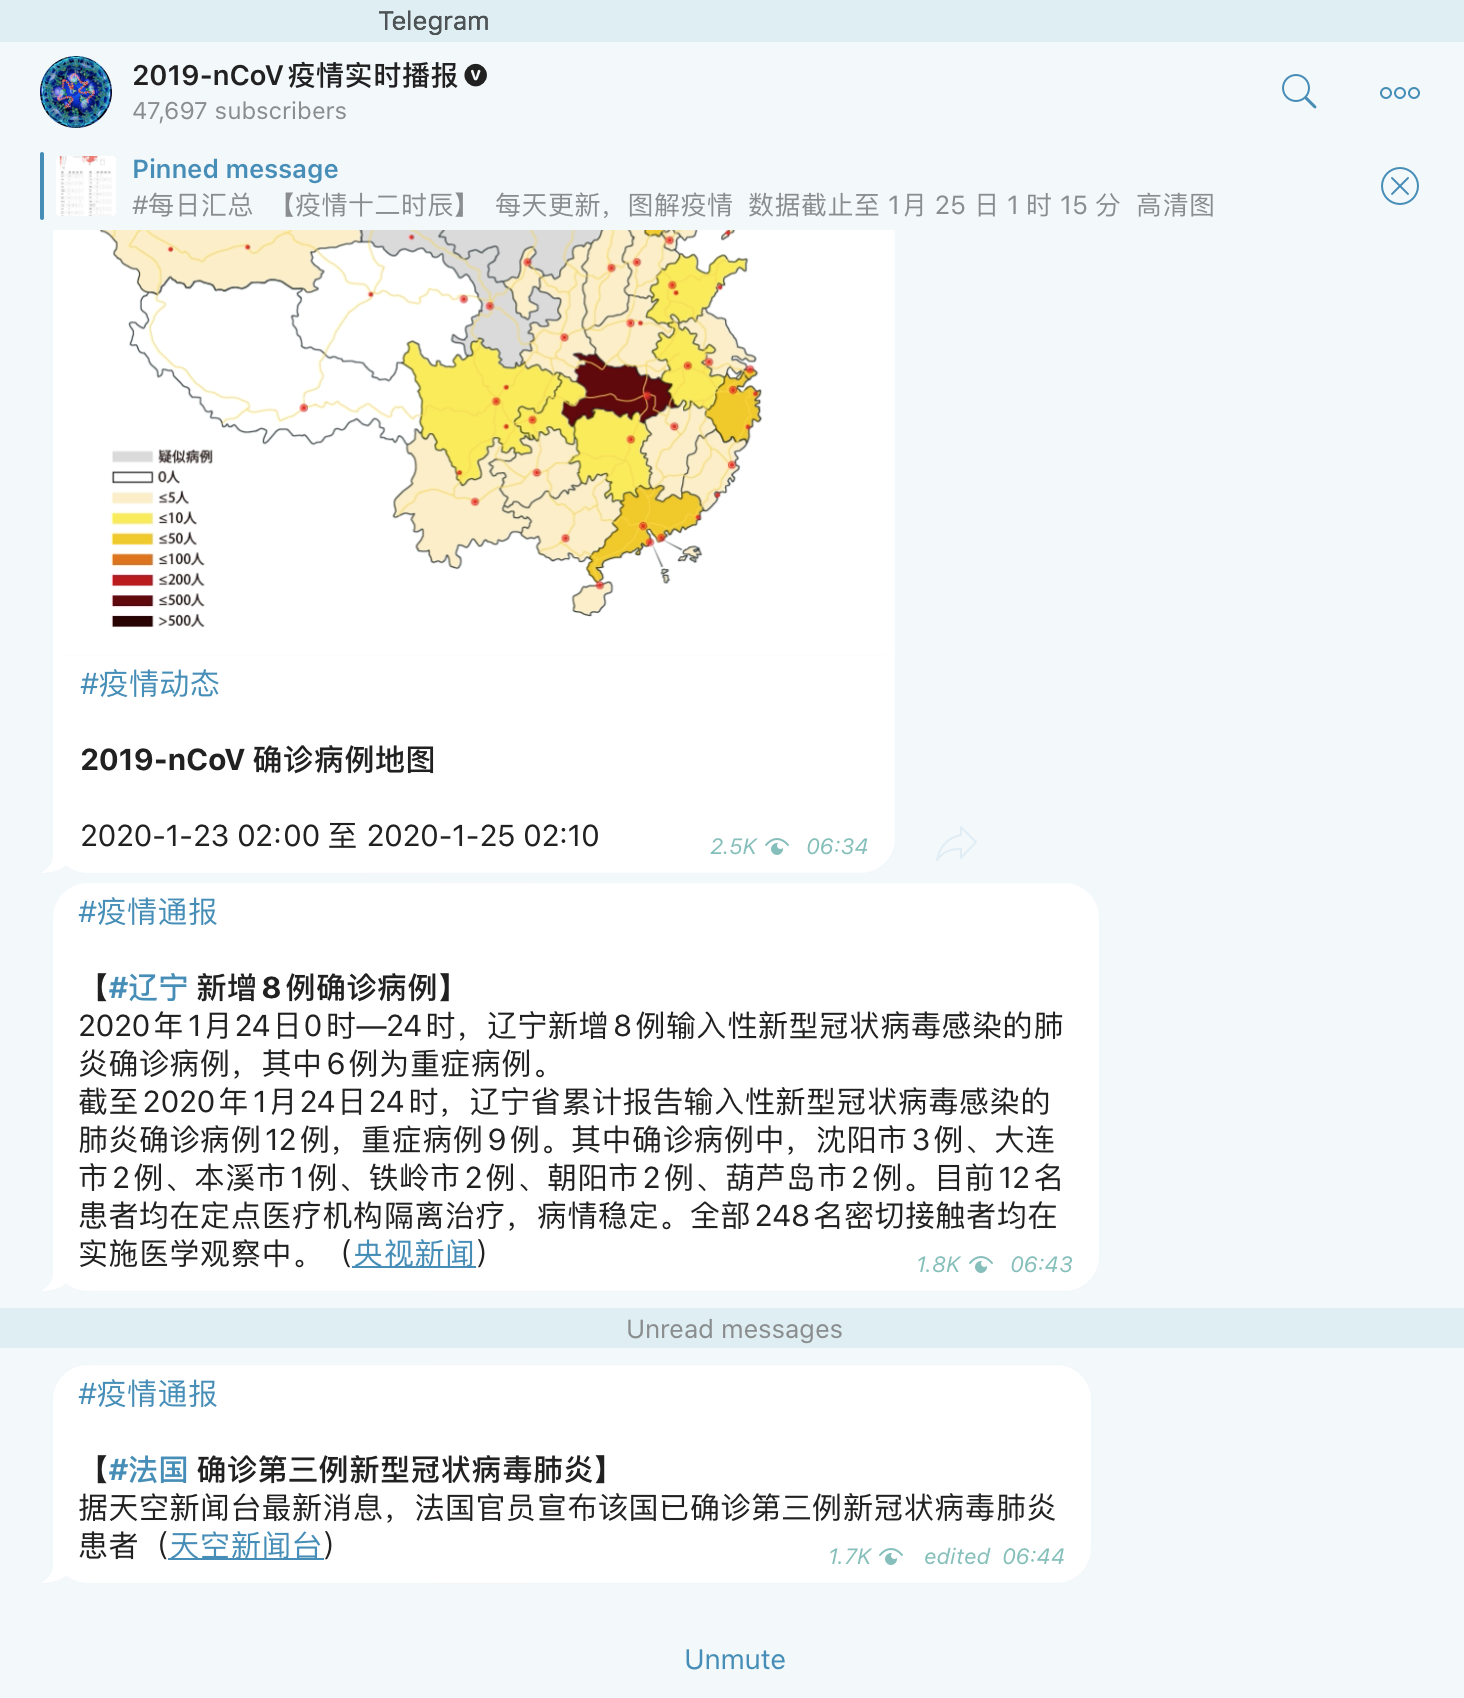 Telegram
2019-nCoV疫情实时播报
47,697 subscribers
Pinned message
#每日汇总 【疫情十二时辰】 每天更新，图解疫情 数据截止至 1月 25 日 1 时 15 分 高清图
疑似病例
0人
≤5人
≤10人
≤50人
≤100人
≤200人
≤500人
>500人
#疫情动态
2019-nCoV 确诊病例地图
2020-1-23 02:00 至 2020-1-25 02:10
2.5K 06:34
#疫情通报
【#辽宁 新增8例确诊病例】
2020年1月24日0时—24时，辽宁新增8例输入性新型冠状病毒感染的肺
炎确诊病例，其中6例为重症病例。
截至2020年1月24日24时，辽宁省累计报告输入性新型冠状病毒感染的
肺炎确诊病例12例，重症病例9例。其中确诊病例中，沈阳市3例、大连
市2例、本溪市1例、铁岭市2例、朝阳市2例、葫芦岛市2例。目前12名
患者均在定点医疗机构隔离治疗，病情稳定。全部248名密切接触者均在
实施医学观察中。（央视新闻）
1.8K 06:43
Unread messages
#疫情通报
【#法国 确诊第三例新型冠状病毒肺炎】
据天空新闻台最新消息，法国官员宣布该国已确诊第三例新冠状病毒肺炎
患者（天空新闻台）
1.7K edited 06:44
Unmute